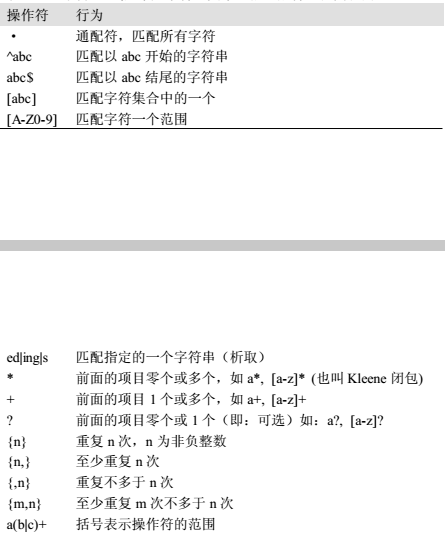 操作符 行为
· 通配符，匹配所有字符
^abc 匹配以 abc 开始的字符串
abc$ 匹配以 abc 结尾的字符串
[abc] 匹配字符集合中的一个
[A-Z0-9] 匹配字符一个范围
ed|ing|s 匹配指定的一个字符串（析取）
* 前面的项目零个或多个，如 a*, [a-z]* (也叫 Kleene 闭包)
+ 前面的项目 1 个或多个，如 a+, [a-z]+
? 前面的项目零个或 1 个（即：可选）如：a?, [a-z]?
{n} 重复 n 次，n 为非负整数
{n,} 至少重复 n 次
{,n} 重复不多于 n 次
{m,n} 至少重复 m 次不多于 n 次
a(b|c)+ 括号表示操作符的范围